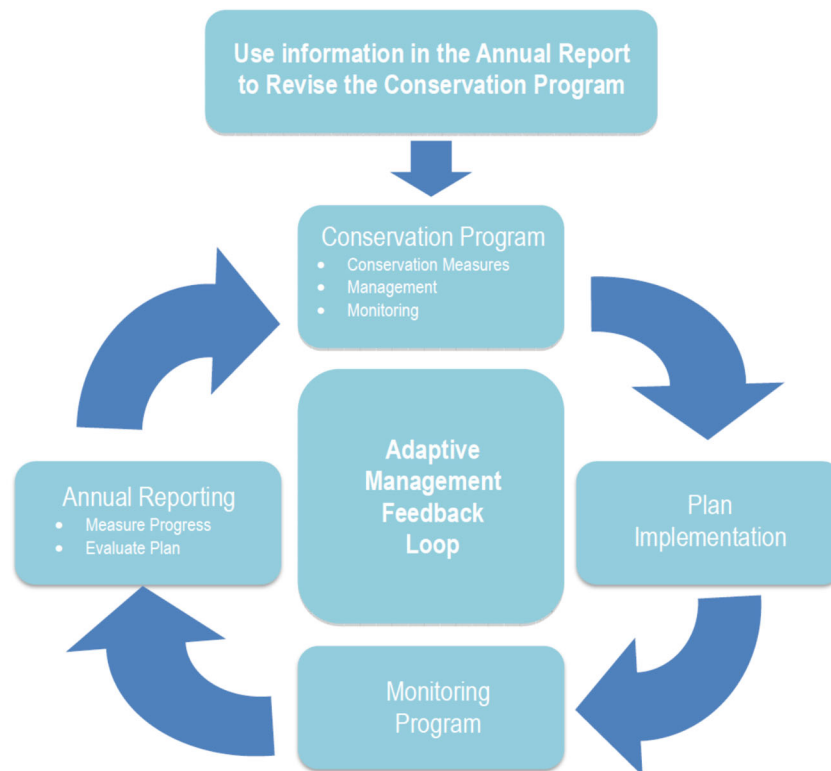 Use information in the Annual Report
to Revise the Conservation Program
Conservation Program
• Conservation Measures
• Management
• Monitoring
Adaptive
Management
Feedback
Loop
Annual Reporting
• Measure Progress
• Evaluate Plan
Plan
Implementation
Monitoring
Program